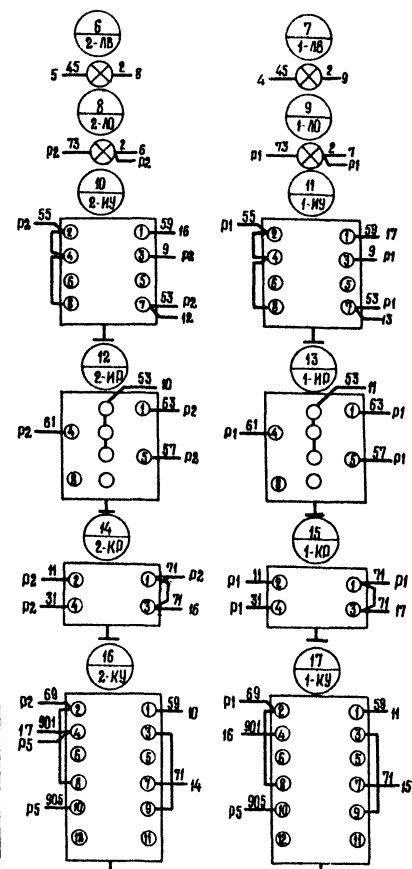 6
2-ЛВ
7
1-ЛВ
5 45 2 8
4 45 2 9
8
2-ЛО
9
1-ЛО
р2 73 2 6
р2
р1 73 2 7
р1
10
2-ИУ
11
1-ИУ
р2 55 2 1 59 16
4 3 9 р2
6 5
8 7 53 р2
12
р1 55 2 1 59 17
4 3 9 р1
6 5
8 7 53 р1
13
12
2-ИР
13
1-ИР
53 10
1 63 р2
р2 61 4
5 57 р2
8
53 11
1 63 р1
р1 61 4
5 57 р1
8
14
2-КР
15
1-КР
р2 11 2 1 71 р2
р2 31 4 3 71 16
р1 11 2 1 71 р1
р1 31 4 3 71 17
16
2-КУ
17
1-КУ
р2 69 2 1 59 10
17 901 4 3
р5
6 5
8 7 71 14
р5 905 10 9
12 11
р1 69 2 1 59 11
16 901 4 3
6 5
8 7 71 15
р5 905 10 9
12 11